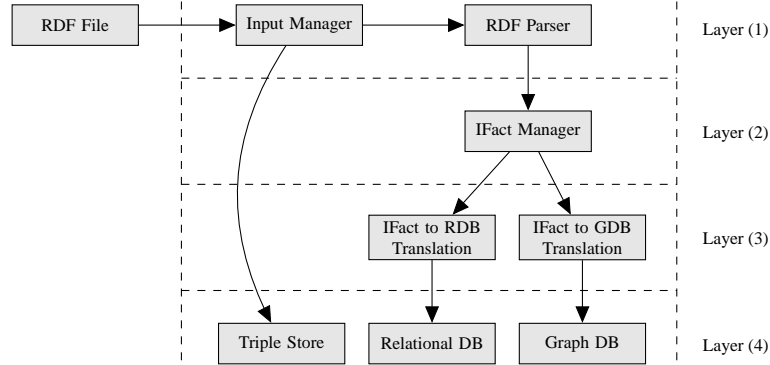 RDF File
Input Manager
RDF Parser
Layer (1)
IFact Manager
Layer (2)
IFact to RDB
Translation
IFact to GDB
Translation
Layer (3)
Triple Store
Relational DB
Graph DB
Layer (4)